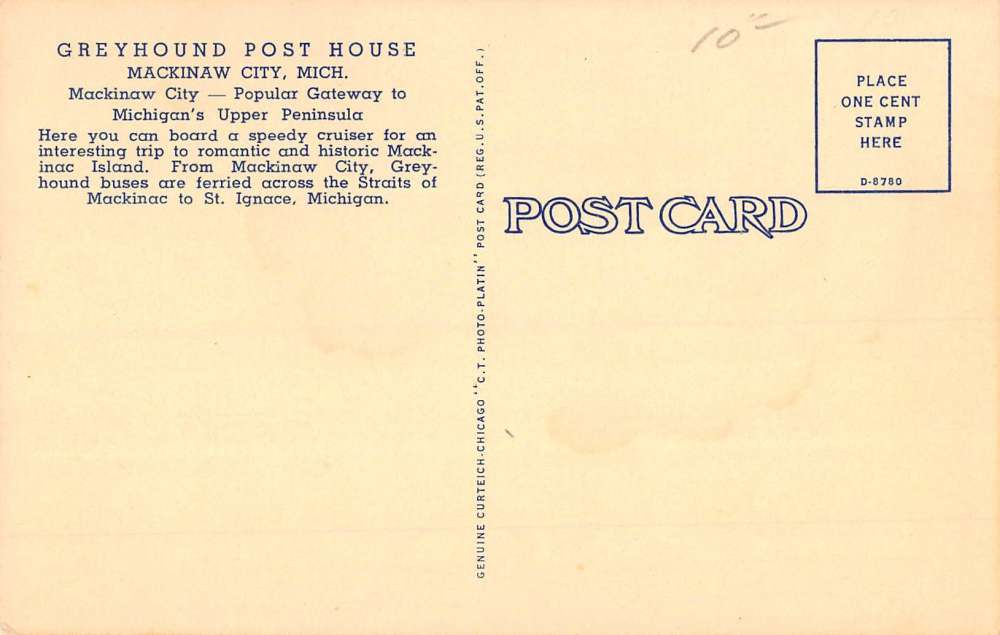 GREYHOUND POST HOUSE
MACKINAW CITY, MICH.
Mackinaw City — Popular Gateway to
Michigan's Upper Peninsula
Here you can board a speedy cruiser for an
interesting trip to romantic and historic Mack-
inac Island. From Mackinaw City, Grey-
hound buses are ferried across the Straits of
Mackinac to St. Ignace, Michigan.
GENUINE CURTEICH-CHICAGO "C.T. PHOTO-PLATIN" POST CARD (REG. U.S. PAT. OFF.)
10
POST CARD
PLACE
ONE CENT
STAMP
HERE
D-8780